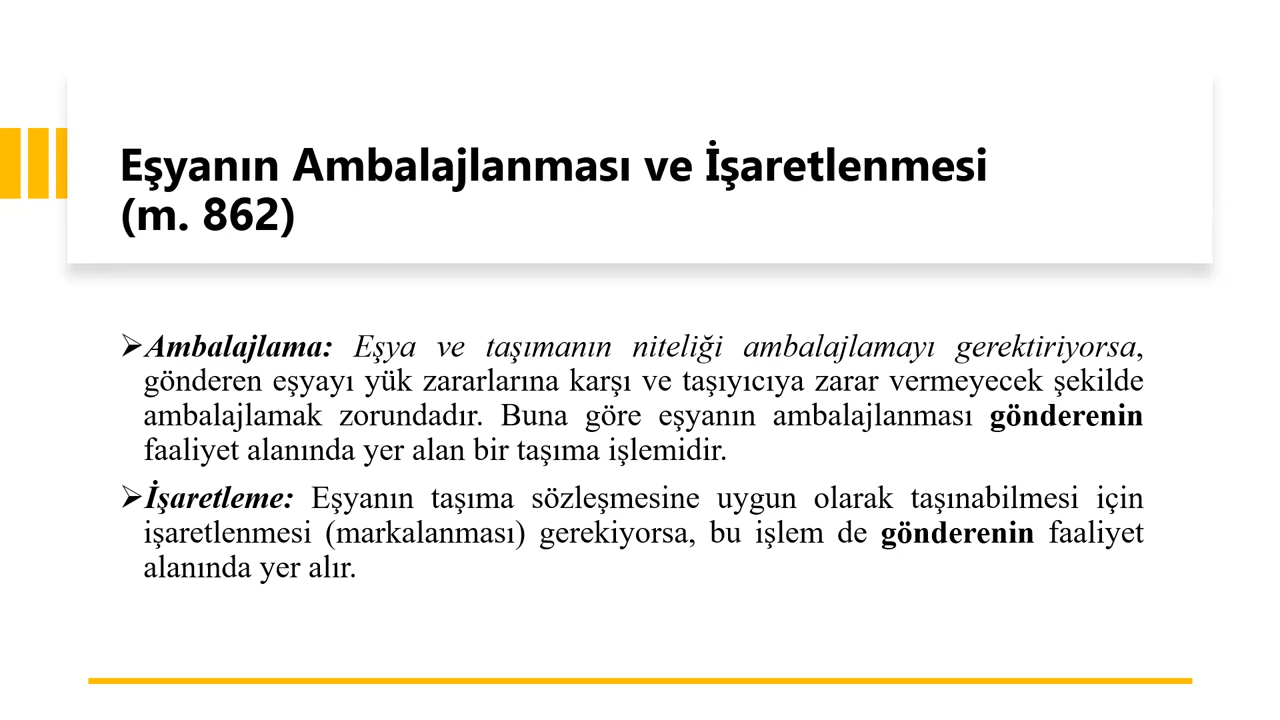 Eşyanın Ambalajlanması ve İşaretlenmesi
(m. 862)
➢Ambalajlama: Eşya ve taşımanın niteliği ambalajlamayı gerektiriyorsa,
gönderen eşyayı yük zararlarına karşı ve taşıyıcıya zarar vermeyecek şekilde
ambalajlamak zorundadır. Buna göre eşyanın ambalajlanması gönderenin
faaliyet alanında yer alan bir taşıma işlemidir.
➢İşaretleme: Eşyanın taşıma sözleşmesine uygun olarak taşınabilmesi için
işaretlenmesi (markalanması) gerekiyorsa, bu işlem de gönderenin faaliyet
alanında yer alır.